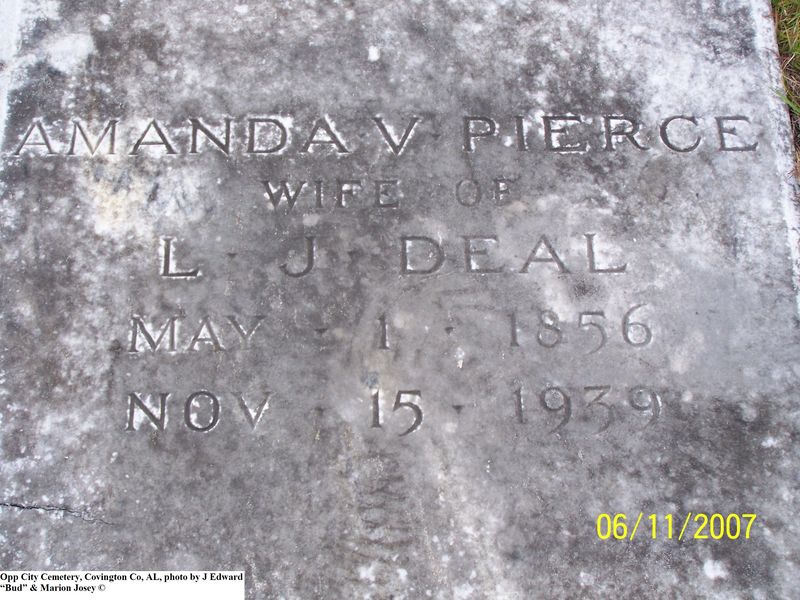 AMANDA V · PIERCE
WIFE OF
L · J · DEAL
MAY · 1 · 1856
NOV · 15 · 1939
06/11/2007
Opp City Cemetery, Covington Co, AL, photo by J Edward
“Bud” & Marion Josey ©